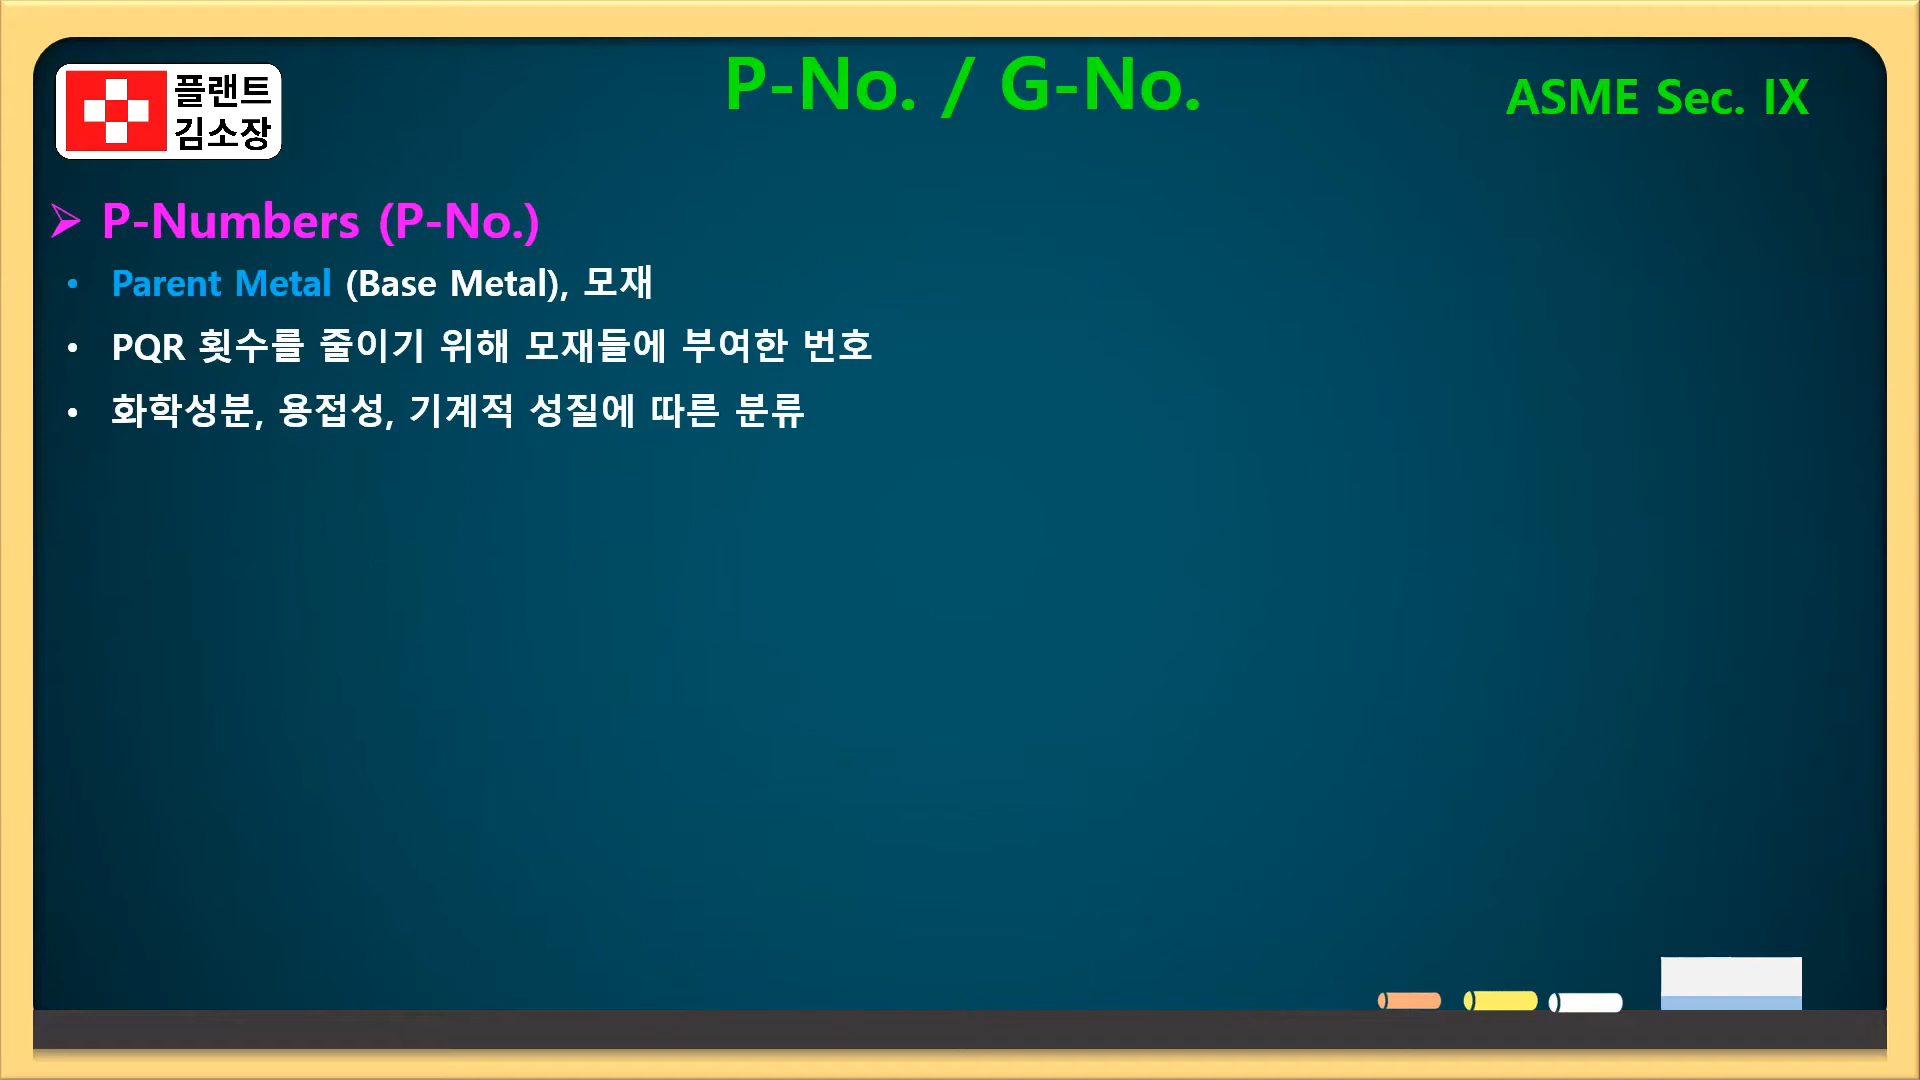 플랜트
김소장
P-No. / G-No.
ASME Sec. IX
➢ P-Numbers (P-No.)
• Parent Metal (Base Metal), 모재
• PQR 횟수를 줄이기 위해 모재들에 부여한 번호
• 화학성분, 용접성, 기계적 성질에 따른 분류